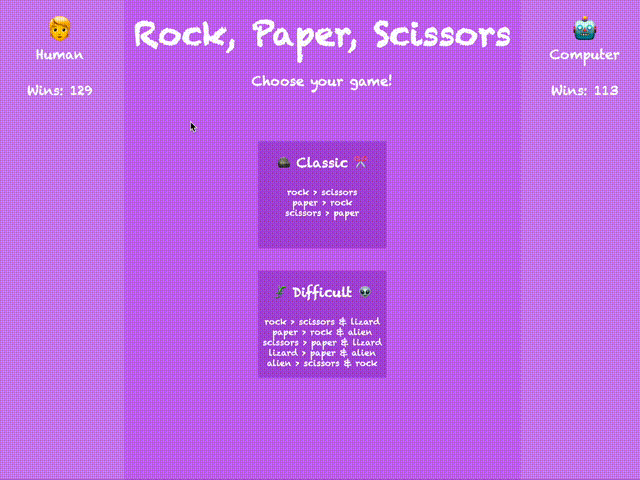 Rock, Paper, Scissors
Human
Computer
Choose your game!
Wins: 129
Wins: 113
Classic
rock > scissors
paper > rock
scissors > paper
Difficult
rock > scissors & lizard
paper > rock & alien
scissors > paper & lizard
lizard > paper & alien
alien > scissors & rock